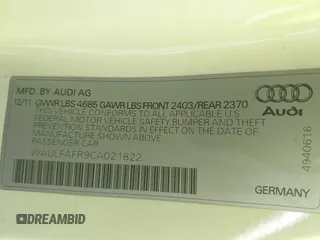 MFD. BY AUDI AG
12/11 GVWR LBS 4685 GAWR LBS FRONT 2403/REAR 2370
CONFORMS TO ALL APPLICABLE U.S.
FEDERAL MOTOR VEHICLE SAFETY BUMPER AND
THEFT PREVENTION STANDARDS IN EFFECT ON
THE DATE OF MANUFACTURE SHOWN ABOVE.
PASSENGER CAR
WAULFAFR9CA021822
Audi
4940616
GERMANY
DREAMBID